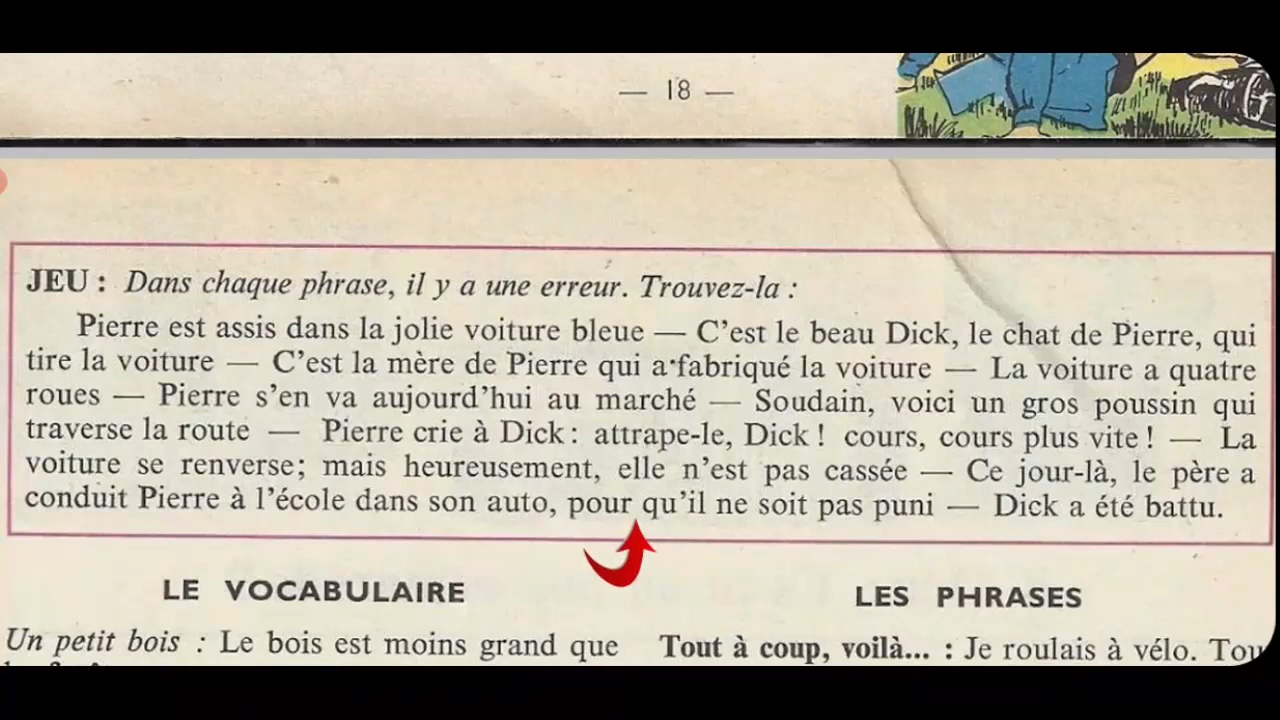 — 18 —
JEU : Dans chaque phrase, il y a une erreur. Trouvez-la :
Pierre est assis dans la jolie voiture bleue — C’est le beau Dick, le chat de Pierre, qui
tire la voiture — C’est la mère de Pierre qui a fabriqué la voiture — La voiture a quatre
roues — Pierre s’en va aujourd’hui au marché — Soudain, voici un gros poussin qui
traverse la route — Pierre crie à Dick : attrape-le, Dick ! cours, cours plus vite ! — La
voiture se renverse ; mais heureusement, elle n’est pas cassée — Ce jour-là, le père a
conduit Pierre à l’école dans son auto, pour qu’il ne soit pas puni — Dick a été battu.
LE VOCABULAIRE
Un petit bois : Le bois est moins grand que
LES PHRASES
Tout à coup, voilà... : Je roulais à vélo. Tou